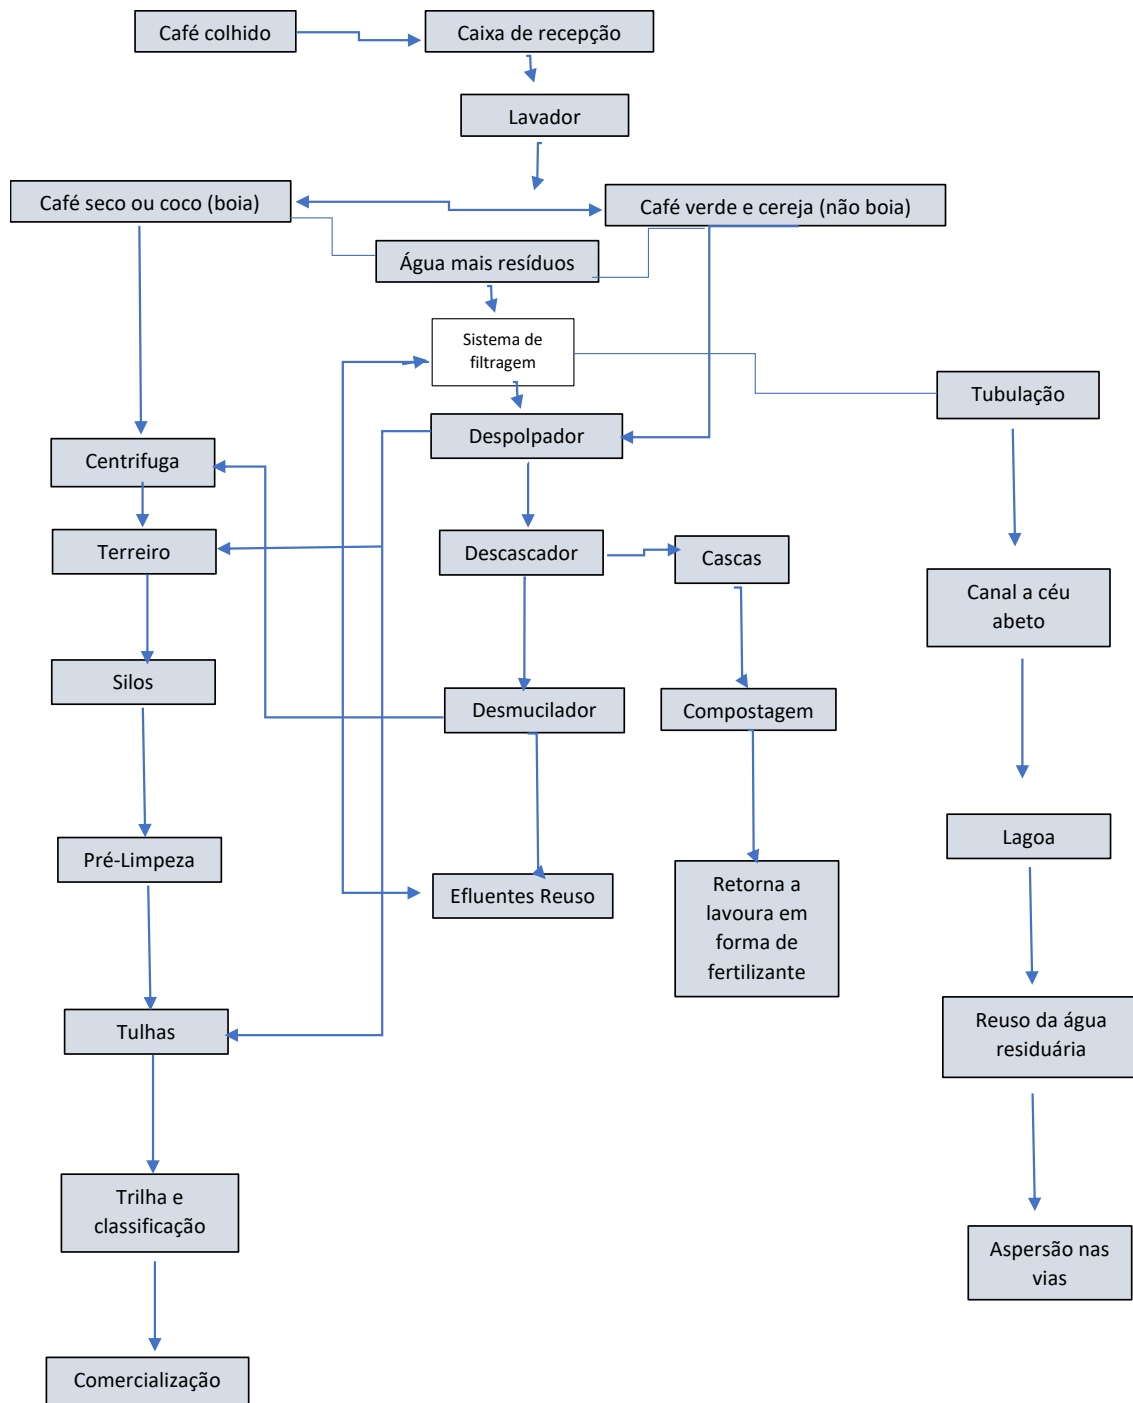 Café colhido
Caixa de recepção
Lavador
Café seco ou coco (boia)
Café verde e cereja (não boia)
Água mais resíduos
Sistema de
filtragem
Tubulação
Despolpador
Centrifuga
Terreiro
Descascador
Cascas
Canal a céu
abeto
Silos
Desmucilador
Compostagem
Lagoa
Pré-Limpeza
Efluentes Reuso
Retorna a
lavoura em
forma de
fertilizante
Tulhas
Reuso da água
residuária
Trilha e
classificação
Aspersão nas
vias
Comercialização